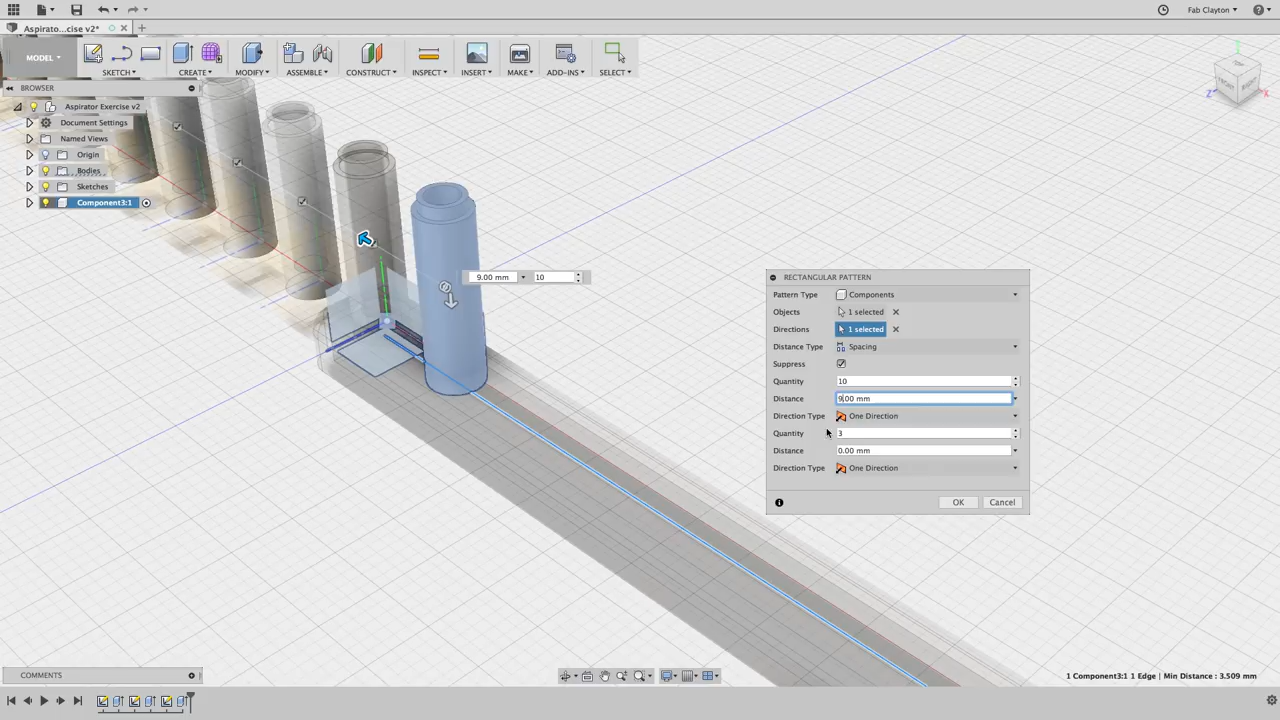 Fab Clayton
Aspirato...cise v2*
MODEL
SKETCH
CREATE
MODIFY
ASSEMBLE
CONSTRUCT
INSPECT
INSERT
MAKE
ADD-INS
SELECT
BROWSER
Aspirator Exercise v2
Document Settings
Named Views
Origin
Bodies
Sketches
Component3:1
TOP
FRONT
RIGHT
Z
X
9.00 mm
10
RECTANGULAR PATTERN
Pattern Type Components
Objects 1 selected
Directions 1 selected
Distance Type Spacing
Suppress
Quantity 10
Distance 9.00 mm
Direction Type One Direction
Quantity 3
Distance 0.00 mm
Direction Type One Direction
OK Cancel
COMMENTS
1 Component3:1 1 Edge | Min Distance : 3.509 mm